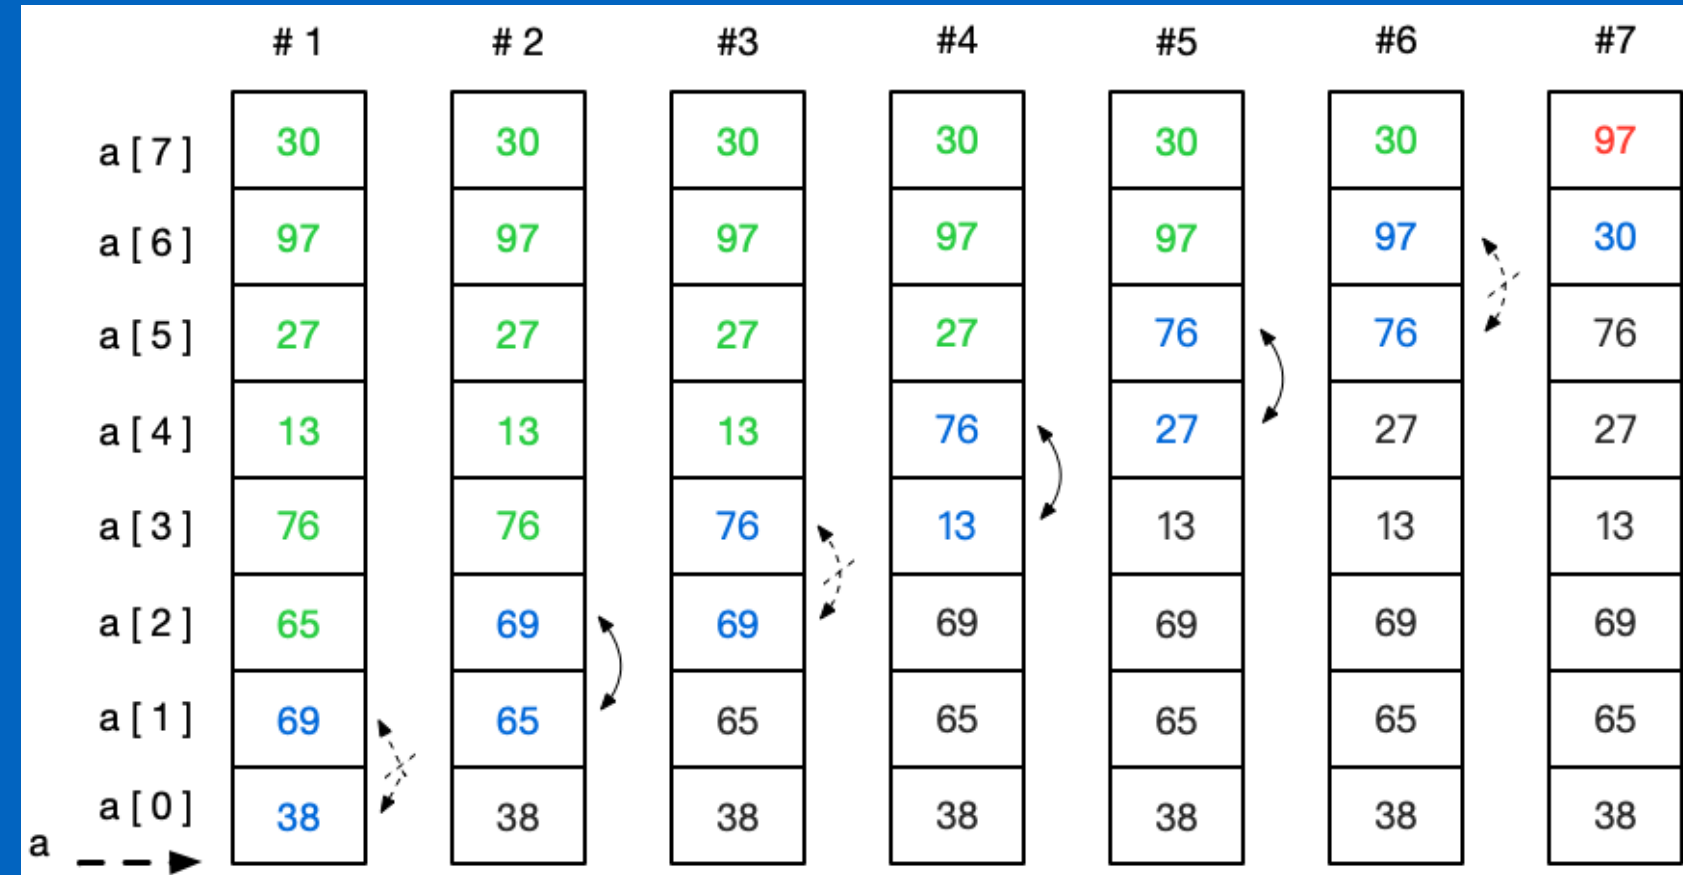 # 1 # 2 #3 #4 #5 #6 #7
a[7] 30 30 30 30 30 30 97
a[6] 97 97 97 97 97 97 30
a[5] 27 27 27 27 76 76 76
a[4] 13 13 13 76 27 27 27
a[3] 76 76 76 13 13 13 13
a[2] 65 69 69 69 69 69 69
a[1] 69 65 65 65 65 65 65
a[0] 38 38 38 38 38 38 38
a